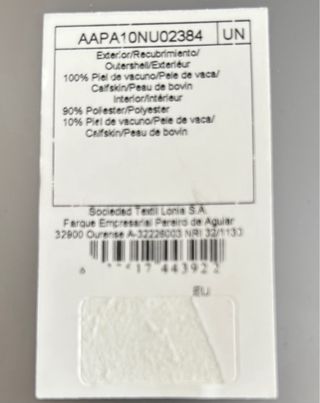 AAPA10NU02384 UN
Exterior/Recubrimiento/
Outershell/Exteriéur
100% Piel de vacuno/Pele de vaca/
Calfskin/Peau de bovin
Interior/Intérieur
90% Poliester/Polyester
10% Piel de vacuno/Pele de vaca/
Calfskin/Peau de bovin
Sociedad Textil Lonia S.A.
Parque Empresarial Pereiro de Aguiar
32900 Ourense A-32226003 NRI 32/1133
17 443922
EU